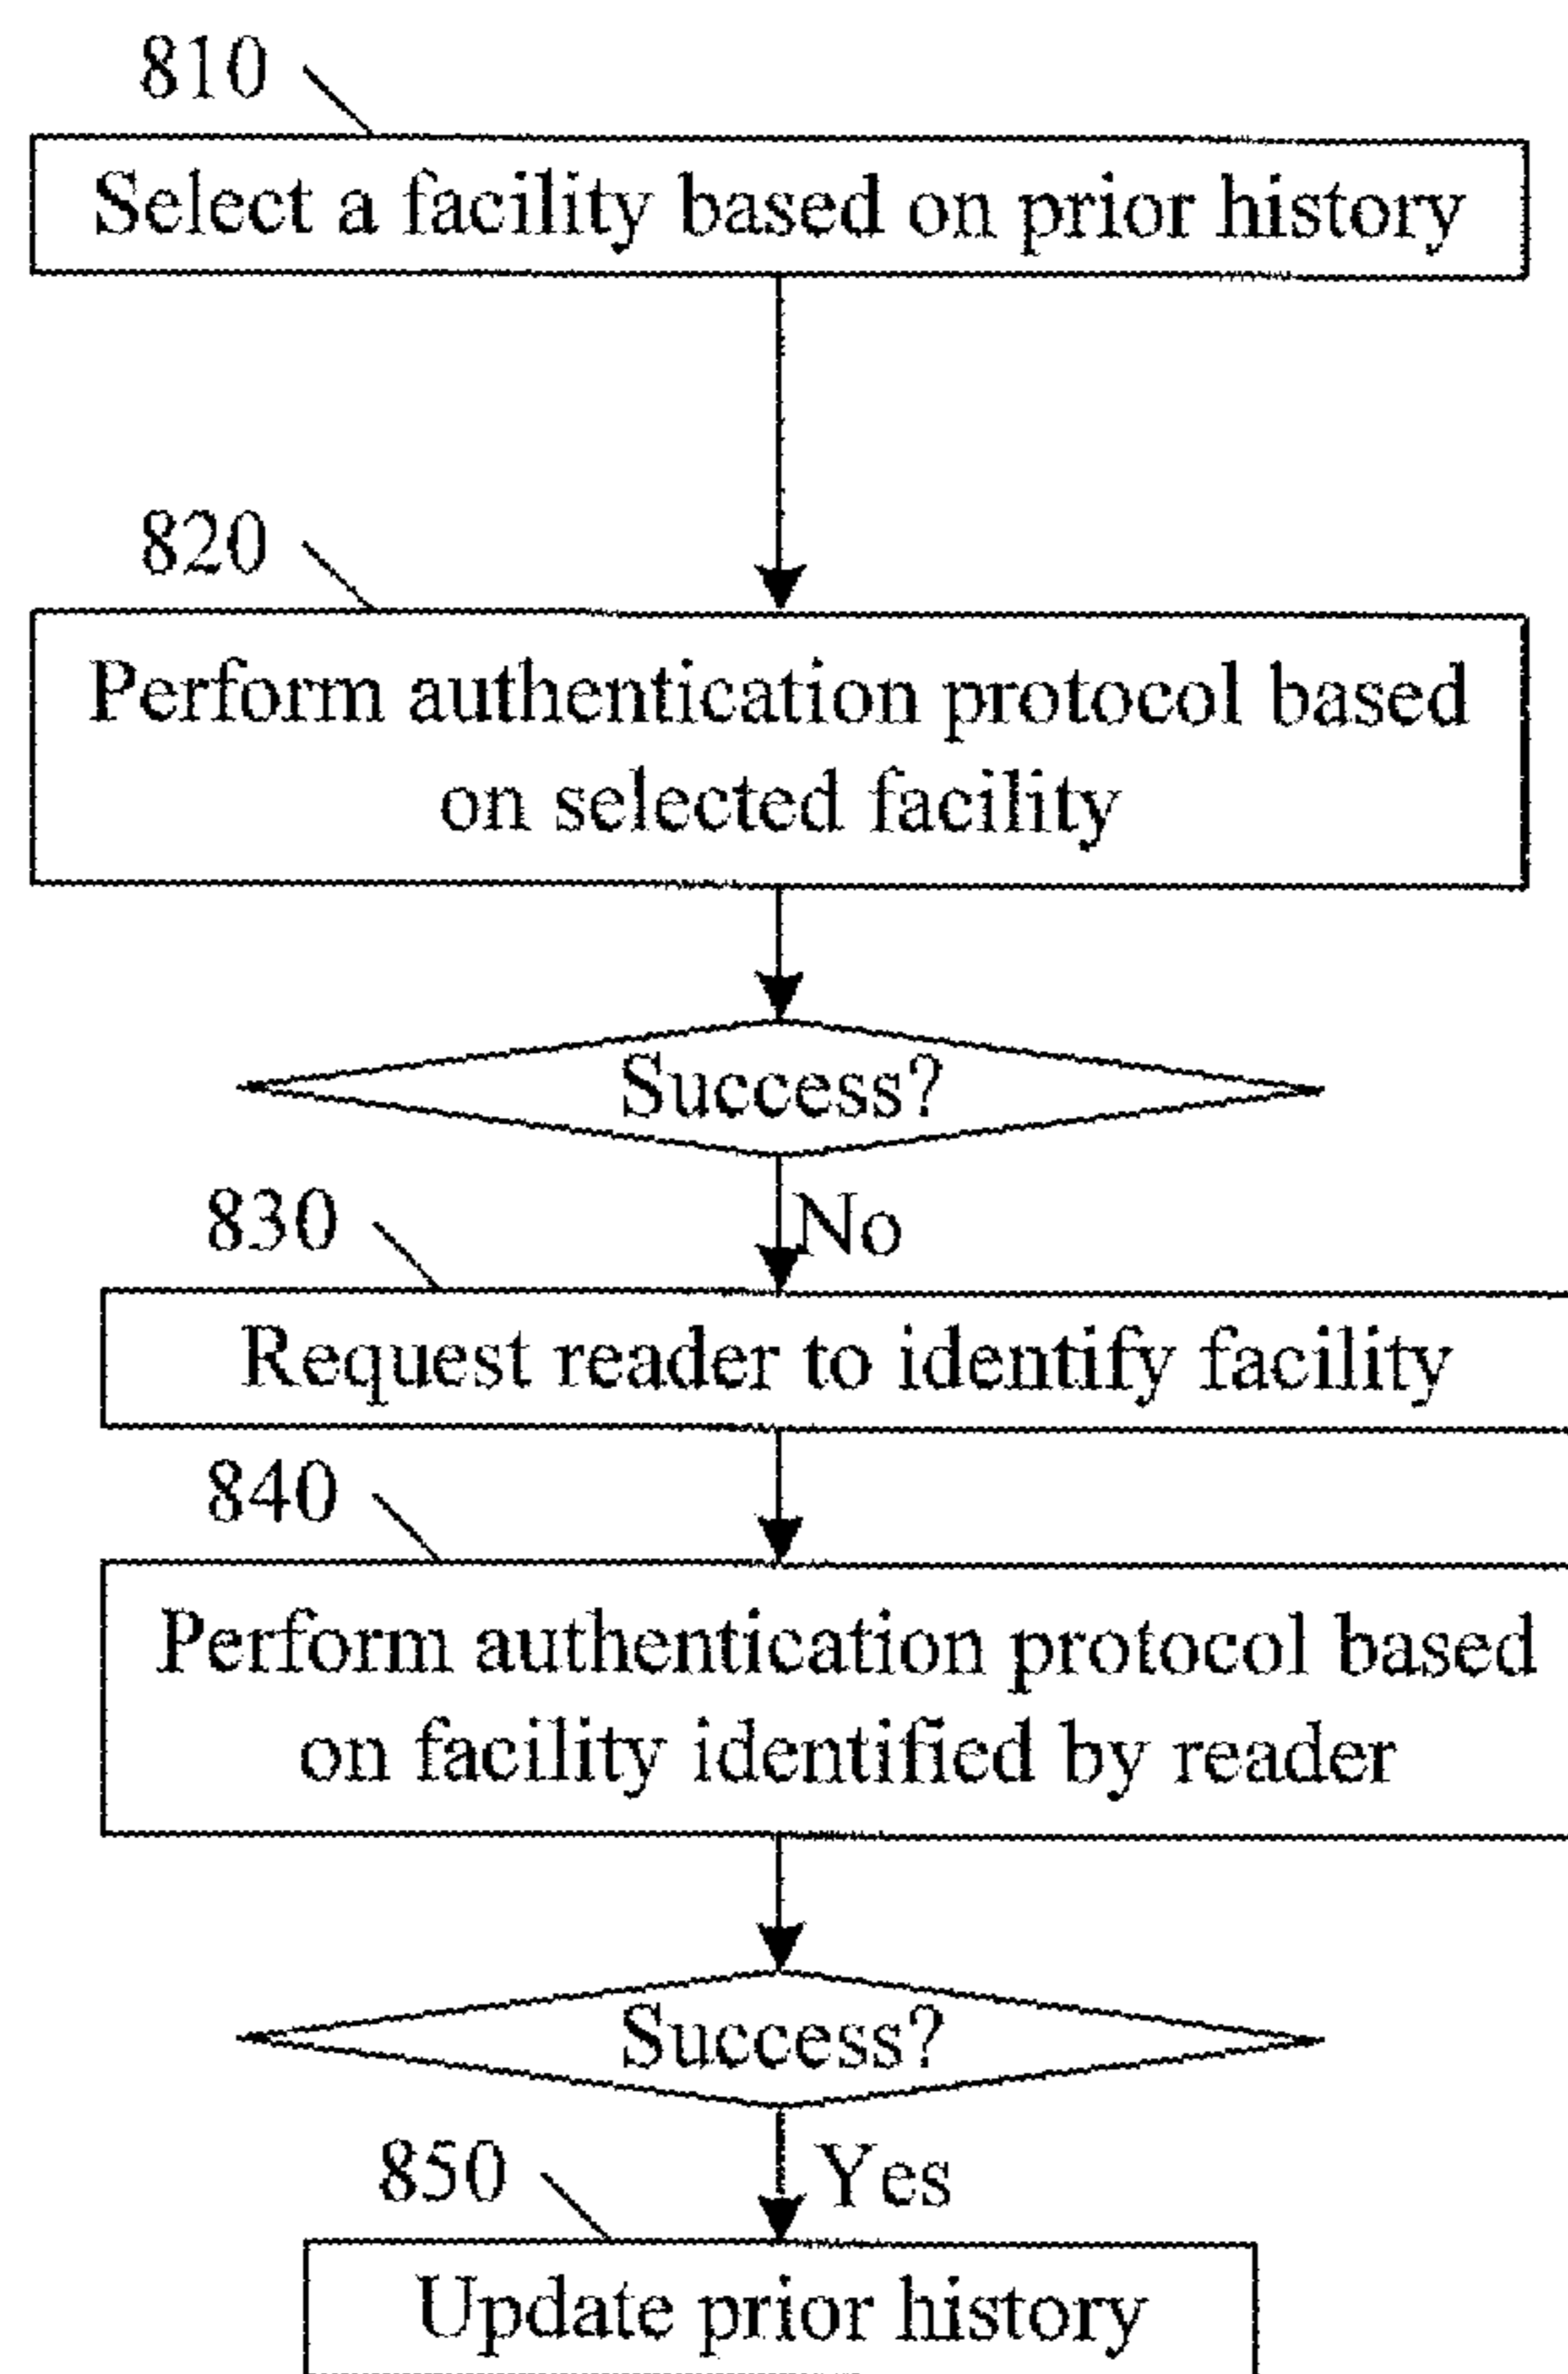 810
Select a facility based on prior history
820
Perform authentication protocol based
on selected facility
Success?
No
830
Request reader to identify facility
840
Perform authentication protocol based
on facility identified by reader
Success?
Yes
850
Update prior history